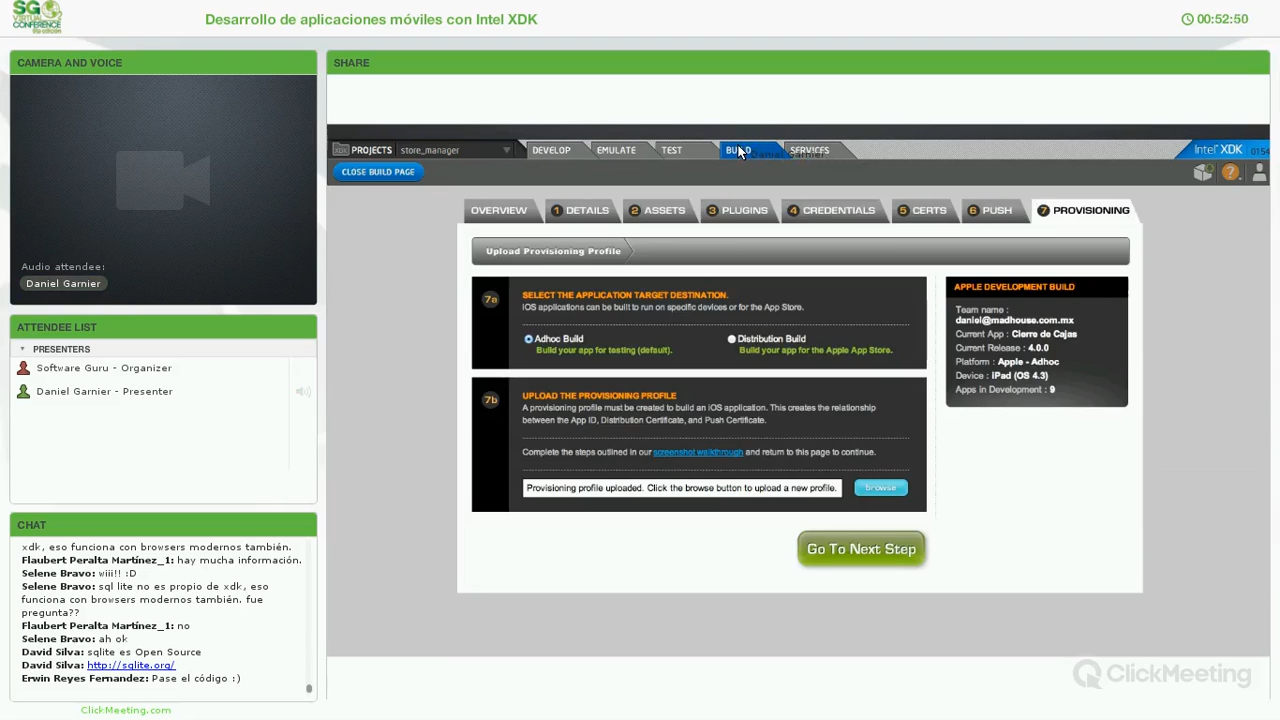 SG
VIRTUAL
CONFERENCE
Desarrollo de aplicaciones móviles con Intel XDK
00:52:50
CAMERA AND VOICE
Audio attendee:
Daniel Garnier
ATTENDEE LIST
PRESENTERS
Software Guru - Organizer
Daniel Garnier - Presenter
CHAT
xdk, eso funciona con browsers modernos también.
Flaubert Peralta Martínez_1: hay mucha información.
Selene Bravo: wiii!! :D
Selene Bravo: sql lite no es propio de xdk, eso
funciona con browsers modernos también. fue
pregunta??
Flaubert Peralta Martínez_1: no
Selene Bravo: ah ok
David Silva: sqlite es Open Source
David Silva: http://sqlite.org/
Erwin Reyes Fernandez: Pase el código :)
ClickMeeting.com
SHARE
PROJECTS store_manager DEVELOP EMULATE TEST BUILD SERVICES Intel XDK 0154
Daniel Garnier
CLOSE BUILD PAGE
OVERVIEW 1 DETAILS 2 ASSETS 3 PLUGINS 4 CREDENTIALS 5 CERTS 6 PUSH 7 PROVISIONING
Upload Provisioning Profile
7a
SELECT THE APPLICATION TARGET DESTINATION.
iOS applications can be built to run on specific devices or for the App Store.
Adhoc Build Distribution Build
Build your app for testing (default). Build your app for the Apple App Store.
7b
UPLOAD THE PROVISIONING PROFILE
A provisioning profile must be created to build an iOS application. This creates the relationship
between the App ID, Distribution Certificate, and Push Certificate.
Complete the steps outlined in our screenshot walkthrough and return to this page to continue.
Provisioning profile uploaded. Click the browse button to upload a new profile. browse
Go To Next Step
APPLE DEVELOPMENT BUILD
Team name :
daniel@madhouse.com.mx
Current App : Cierre de Cajas
Current Release : 4.0.0
Platform : Apple - Adhoc
Device : iPad (OS 4.3)
Apps in Development : 9
ClickMeeting